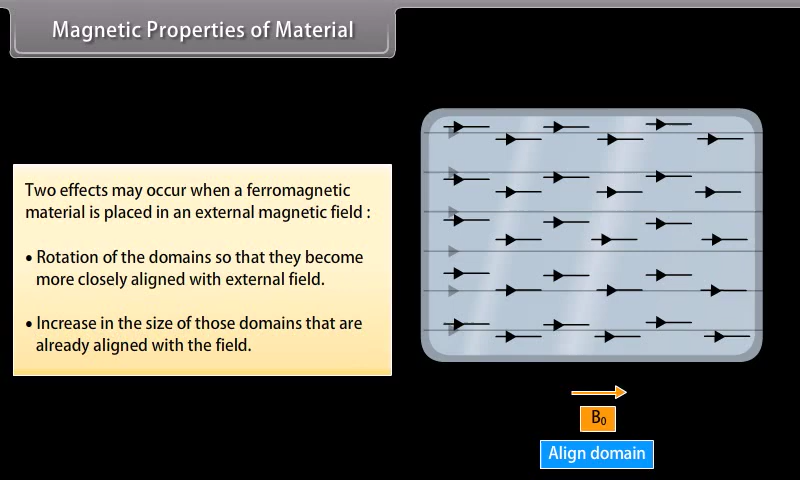 Magnetic Properties of Material
Two effects may occur when a ferromagnetic
material is placed in an external magnetic field :
• Rotation of the domains so that they become
more closely aligned with external field.
• Increase in the size of those domains that are
already aligned with the field.
B₀
Align domain